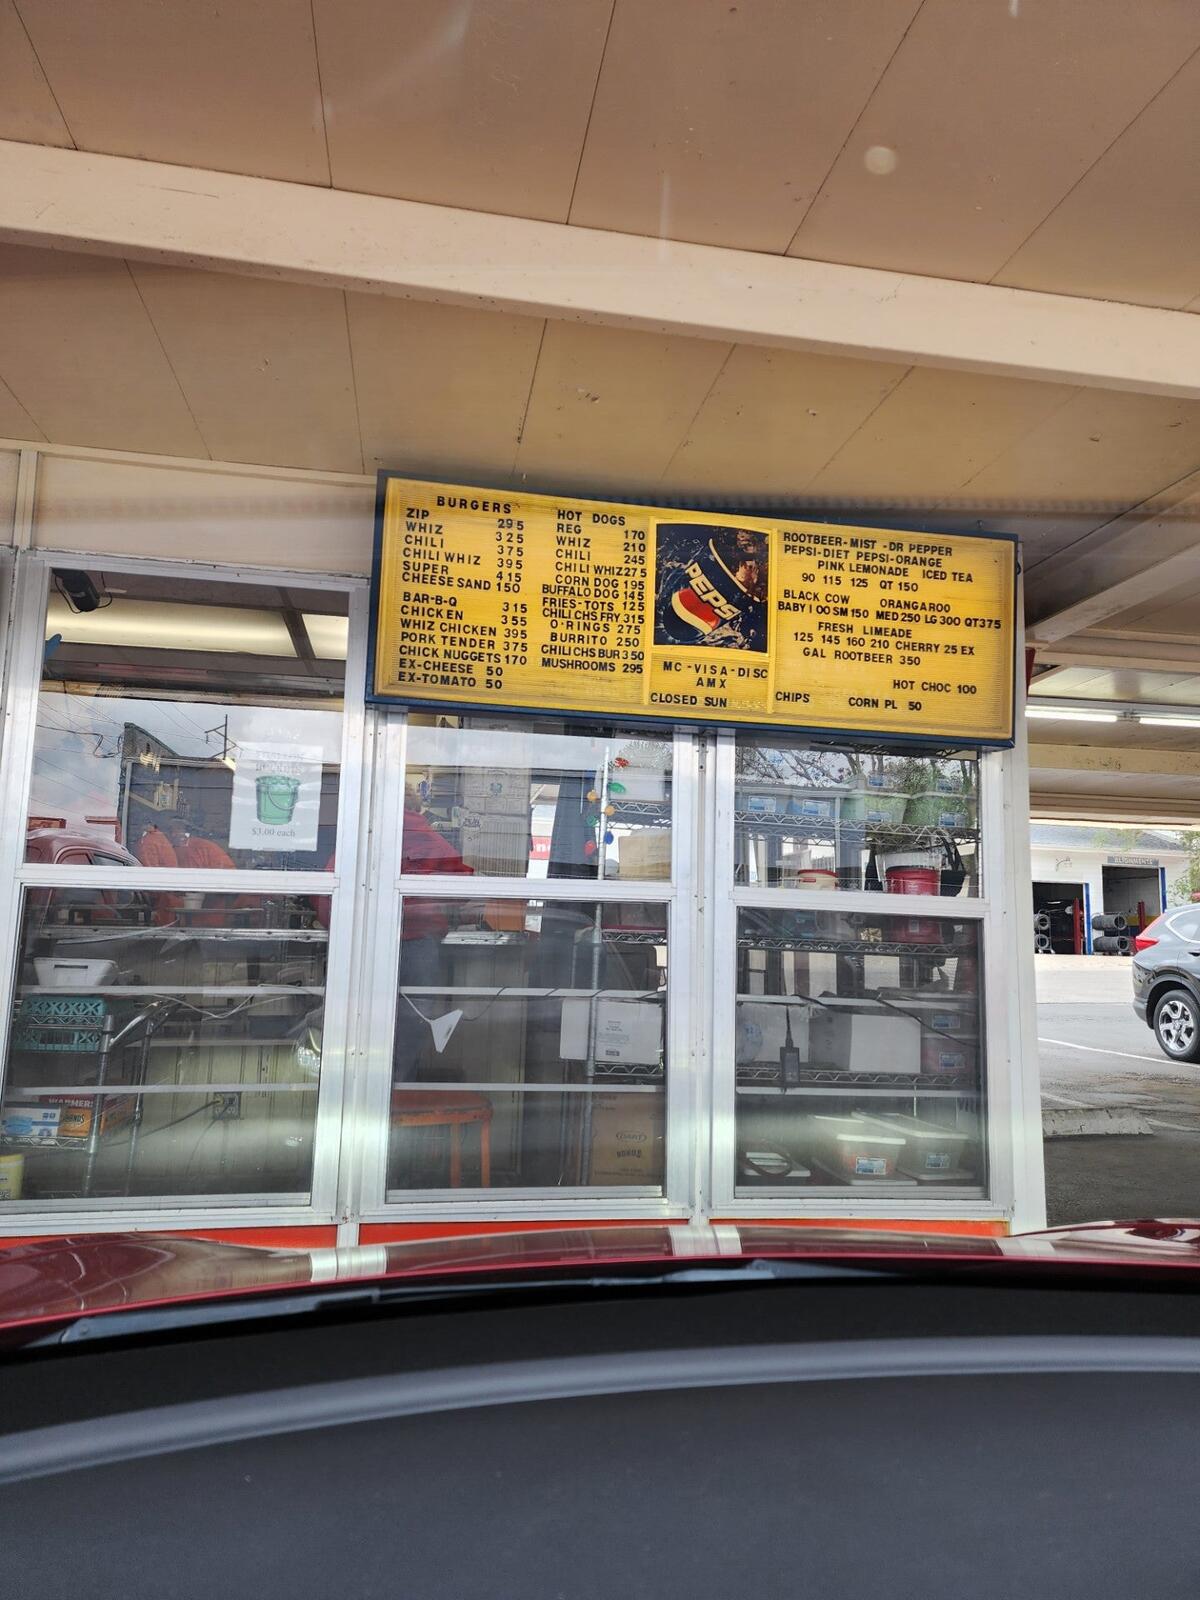 BURGERS
ZIP 295
WHIZ 325
CHILI 375
CHILI WHIZ 395
SUPER 415
CHEESE SAND 150
BAR-B-Q 315
CHICKEN 355
WHIZ CHICKEN 395
PORK TENDER 375
CHICK NUGGETS 170
EX-CHEESE 50
EX-TOMATO 50
HOT DOGS
REG 170
WHIZ 210
CHILI 245
CHILI WHIZ 275
CORN DOG 195
BUFFALO DOG 145
FRIES-TOTS 125
CHILI CHS FRY 315
O'RINGS 275
BURRITO 250
CHILI CHS BUR 350
MUSHROOMS 295
PEPSI
MC-VISA-DISC
AMX
CLOSED SUN
ROOTBEER-MIST-DR PEPPER
PEPSI-DIET PEPSI-ORANGE
PINK LEMONADE ICED TEA
90 115 125 QT 150
BLACK COW ORANGAROO
BABY 100 SM 150 MED 250 LG 300 QT 375
FRESH LIMEADE
125 145 160 210 CHERRY 25 EX
GAL ROOTBEER 350
HOT CHOC 100
CHIPS CORN PL 50
$3.00 each
ALIGNMENTS
WARMER
DART